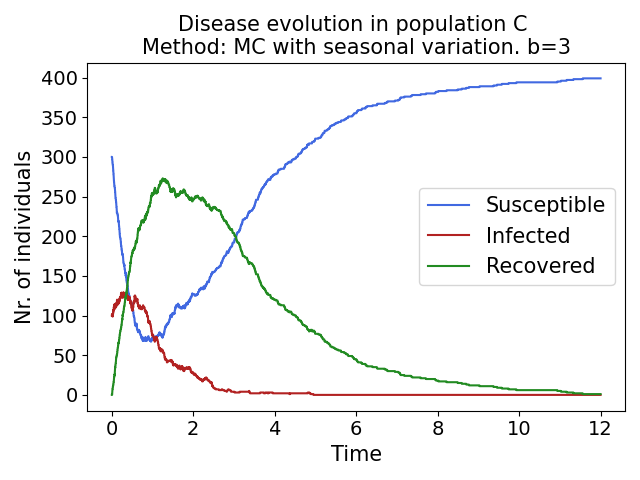 Disease evolution in population C
Method: MC with seasonal variation. b=3
Nr. of individuals
400
350
300
250
200
150
100
50
0
Susceptible
Infected
Recovered
0 2 4 6 8 10 12
Time